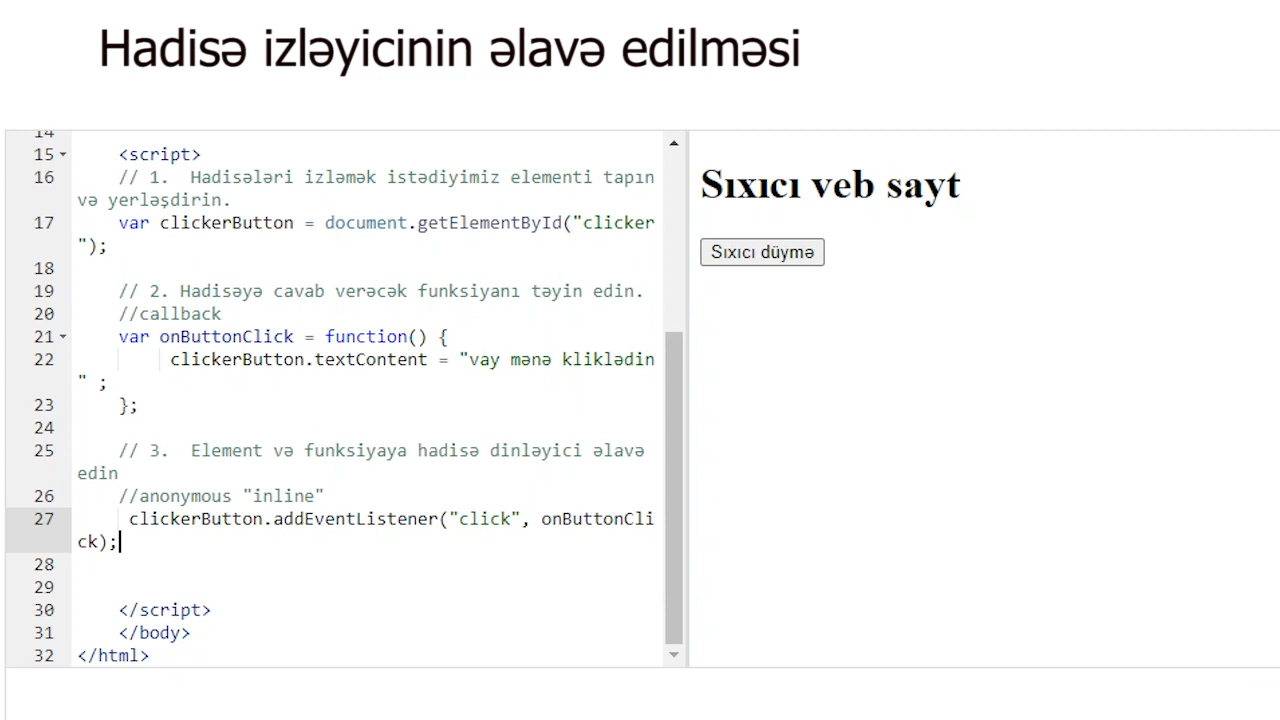 Hadisə izləyicinin əlavə edilməsi
14
15 <script>
16 // 1.  Hadisələri izləmək istədiyimiz elementi tapın
və yerləşdirin.
17 var clickerButton = document.getElementById("clicker
");
18
19 // 2. Hadisəyə cavab verəcək funksiyanı təyin edin.
20 //callback
21 var onButtonClick = function() {
22 clickerButton.textContent = "vay mənə kliklədin
" ;
23 };
24
25 // 3.  Element və funksiyaya hadisə dinləyici əlavə
edin
26 //anonymous "inline"
27 clickerButton.addEventListener("click", onButtonCli
ck);
28
29
30 </script>
31 </body>
32 </html>
Sıxıcı veb sayt
Sıxıcı düymə